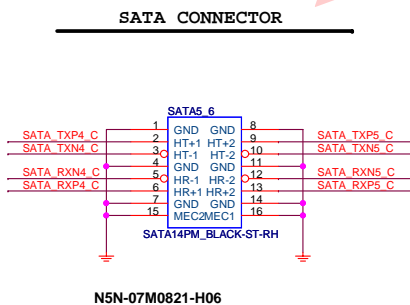 SATA CONNECTOR
SATA5_6
1 GND GND 8
SATA_TXP4_C 2 HT+1 HT+2 9 SATA_TXP5_C
SATA_TXN4_C 3 HT-1 HT-2 10 SATA_TXN5_C
4 GND GND 11
SATA_RXN4_C 5 HR-1 HR-2 12 SATA_RXN5_C
SATA_RXP4_C 6 HR+1 HR+2 13 SATA_RXP5_C
7 GND GND 14
15 MEC2MEC1 16
SATA14PM_BLACK-ST-RH
N5N-07M0821-H06